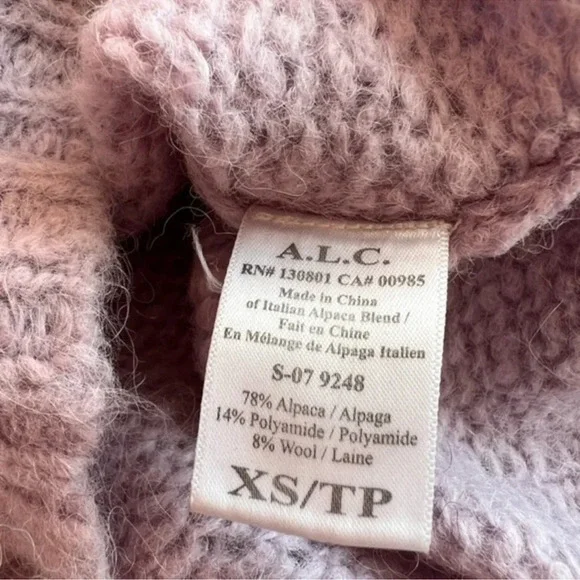 A.L.C.
RN# 130801 CA# 00985
Made in China
of Italian Alpaca Blend /
Fait en Chine
En Mélange de Alpaga Italien
S-07 9248
78% Alpaca / Alpaga
14% Polyamide / Polyamide
8% Wool / Laine
XS/TP